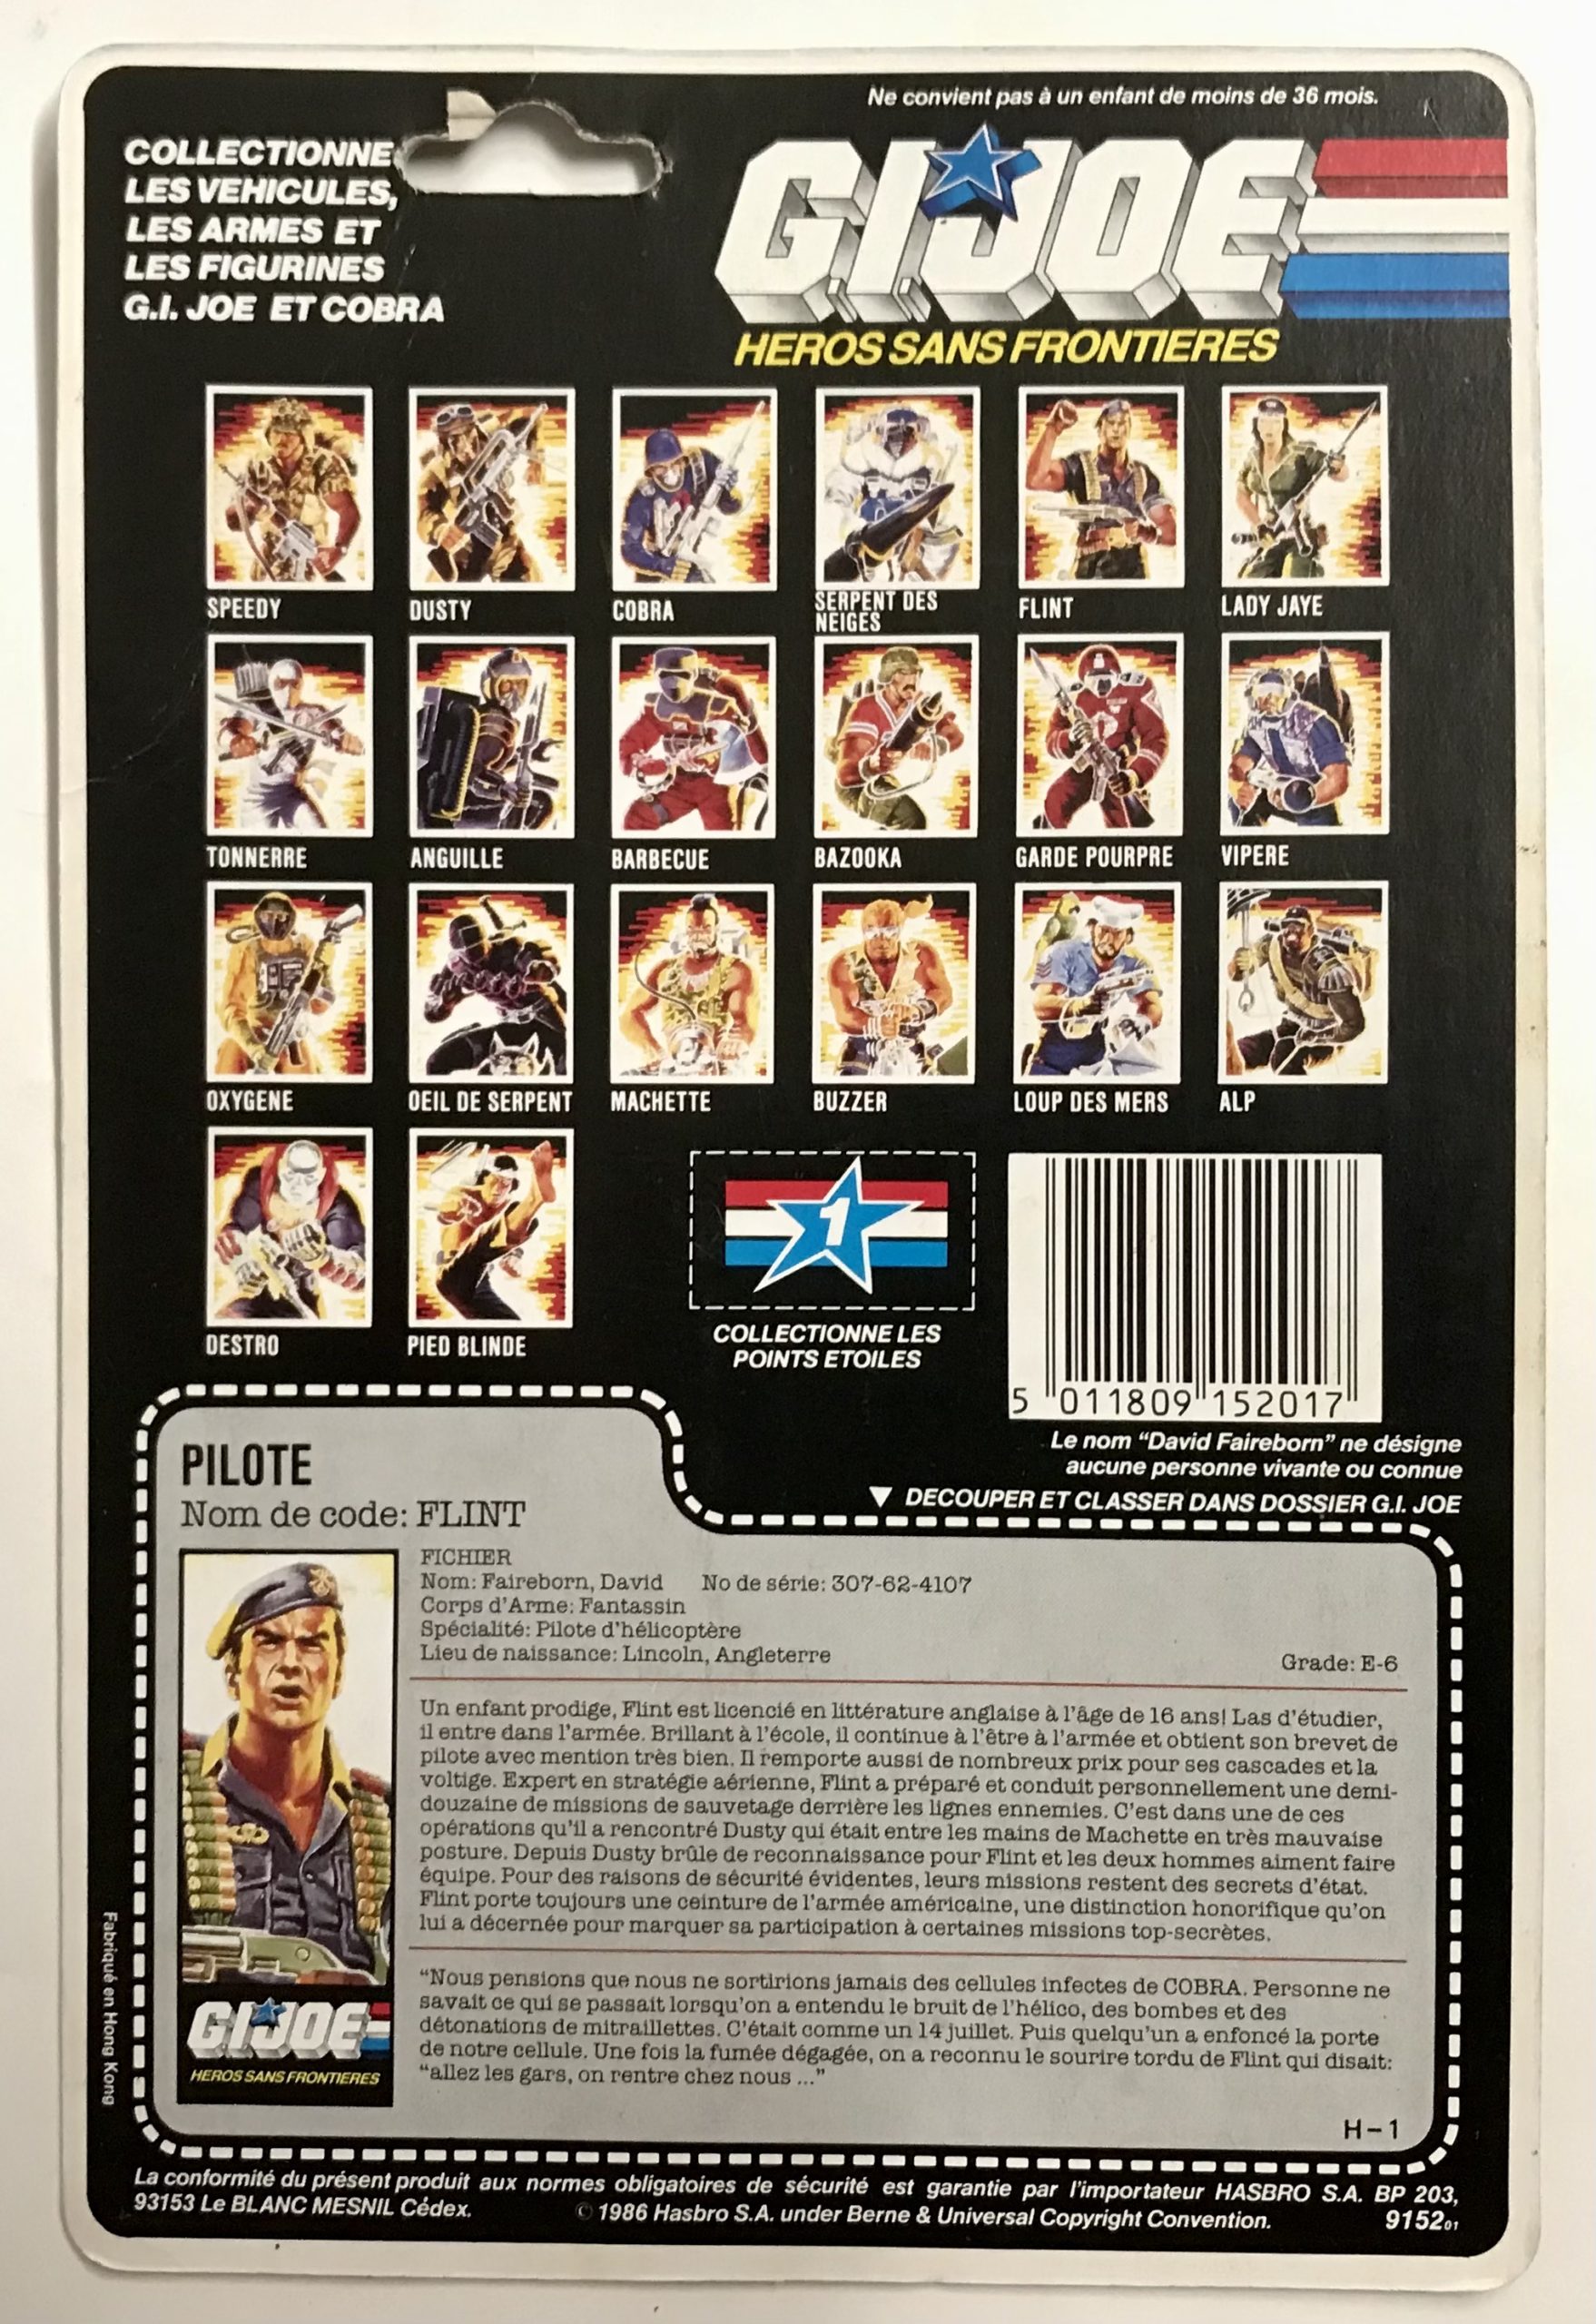 Ne convient pas à un enfant de moins de 36 mois.
COLLECTIONNE
LES VEHICULES,
LES ARMES ET
LES FIGURINES
G.I. JOE ET COBRA
G.I. JOE
HEROS SANS FRONTIERES
SPEEDY
DUSTY
COBRA
SERPENT DES
NEIGES
FLINT
LADY JAYE
TONNERRE
ANGUILLE
BARBECUE
BAZOOKA
GARDE POURPRE
VIPERE
OXYGENE
OEIL DE SERPENT
MACHETTE
BUZZER
LOUP DES MERS
ALP
DESTRO
PIED BLINDE
1
COLLECTIONNE LES
POINTS ETOILES
5 011809 152017
Le nom “David Faireborn” ne désigne
aucune personne vivante ou connue
▼ DECOUPER ET CLASSER DANS DOSSIER G.I. JOE
PILOTE
Nom de code: FLINT
FICHIER
Nom: Faireborn, David No de série: 307-62-4107
Corps d'Arme: Fantassin
Spécialité: Pilote d'hélicoptère
Lieu de naissance: Lincoln, Angleterre
Grade: E-6
Un enfant prodige, Flint est licencié en littérature anglaise à l'âge de 16 ans! Las d'étudier,
il entre dans l'armée. Brillant à l'école, il continue à l'être à l'armée et obtient son brevet de
pilote avec mention très bien. Il remporte aussi de nombreux prix pour ses cascades et la
voltige. Expert en stratégie aérienne, Flint a préparé et conduit personnellement une demi-
douzaine de missions de sauvetage derrière les lignes ennemies. C'est dans une de ces
opérations qu'il a rencontré Dusty qui était entre les mains de Machette en très mauvaise
posture. Depuis Dusty brûle de reconnaissance pour Flint et les deux hommes aiment faire
équipe. Pour des raisons de sécurité évidentes, leurs missions restent des secrets d'état.
Flint porte toujours une ceinture de l'armée américaine, une distinction honorifique qu'on
lui a décernée pour marquer sa participation à certaines missions top-secrètes.
“Nous pensions que nous ne sortirions jamais des cellules infectes de COBRA. Personne ne
savait ce qui se passait lorsqu'on a entendu le bruit de l'hélico, des bombes et des
détonations de mitraillettes. C'était comme un 14 juillet. Puis quelqu'un a enfoncé la porte
de notre cellule. Une fois la fumée dégagée, on a reconnu le sourire tordu de Flint qui disait:
“allez les gars, on rentre chez nous ...”
G.I. JOE
HEROS SANS FRONTIERES
H-1
Fabriqué en Hong Kong
La conformité du présent produit aux normes obligatoires de sécurité est garantie par l'importateur HASBRO S.A. BP 203,
93153 Le BLANC MESNIL Cédex. © 1986 Hasbro S.A. under Berne & Universal Copyright Convention. 915201